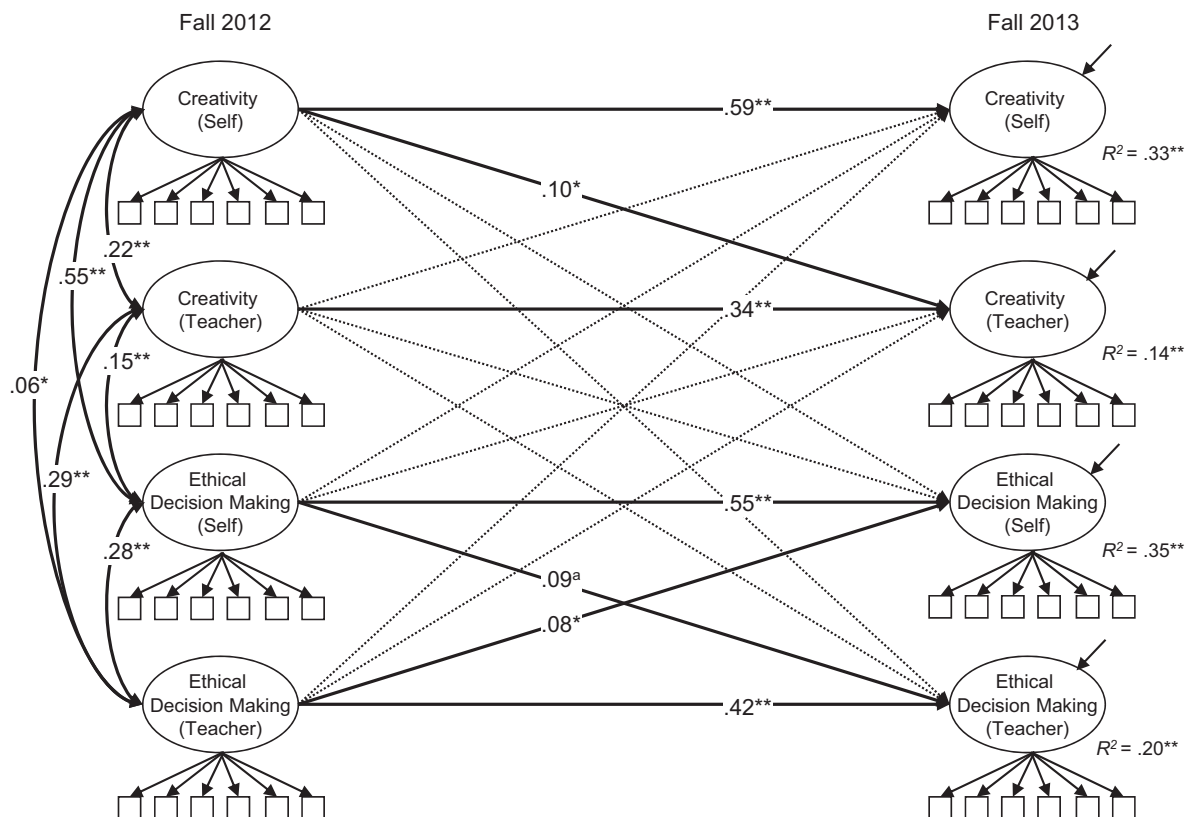 Fall 2012
Fall 2013
Creativity
(Self)
.59**
Creativity
(Self)
R² = .33**
.10*
.22**
.55**
Creativity
(Teacher)
.34**
Creativity
(Teacher)
R² = .14**
.15**
.06*
.29**
Ethical
Decision Making
(Self)
.55**
Ethical
Decision Making
(Self)
R² = .35**
.28**
.09ª
.08*
Ethical
Decision Making
(Teacher)
.42**
Ethical
Decision Making
(Teacher)
R² = .20**